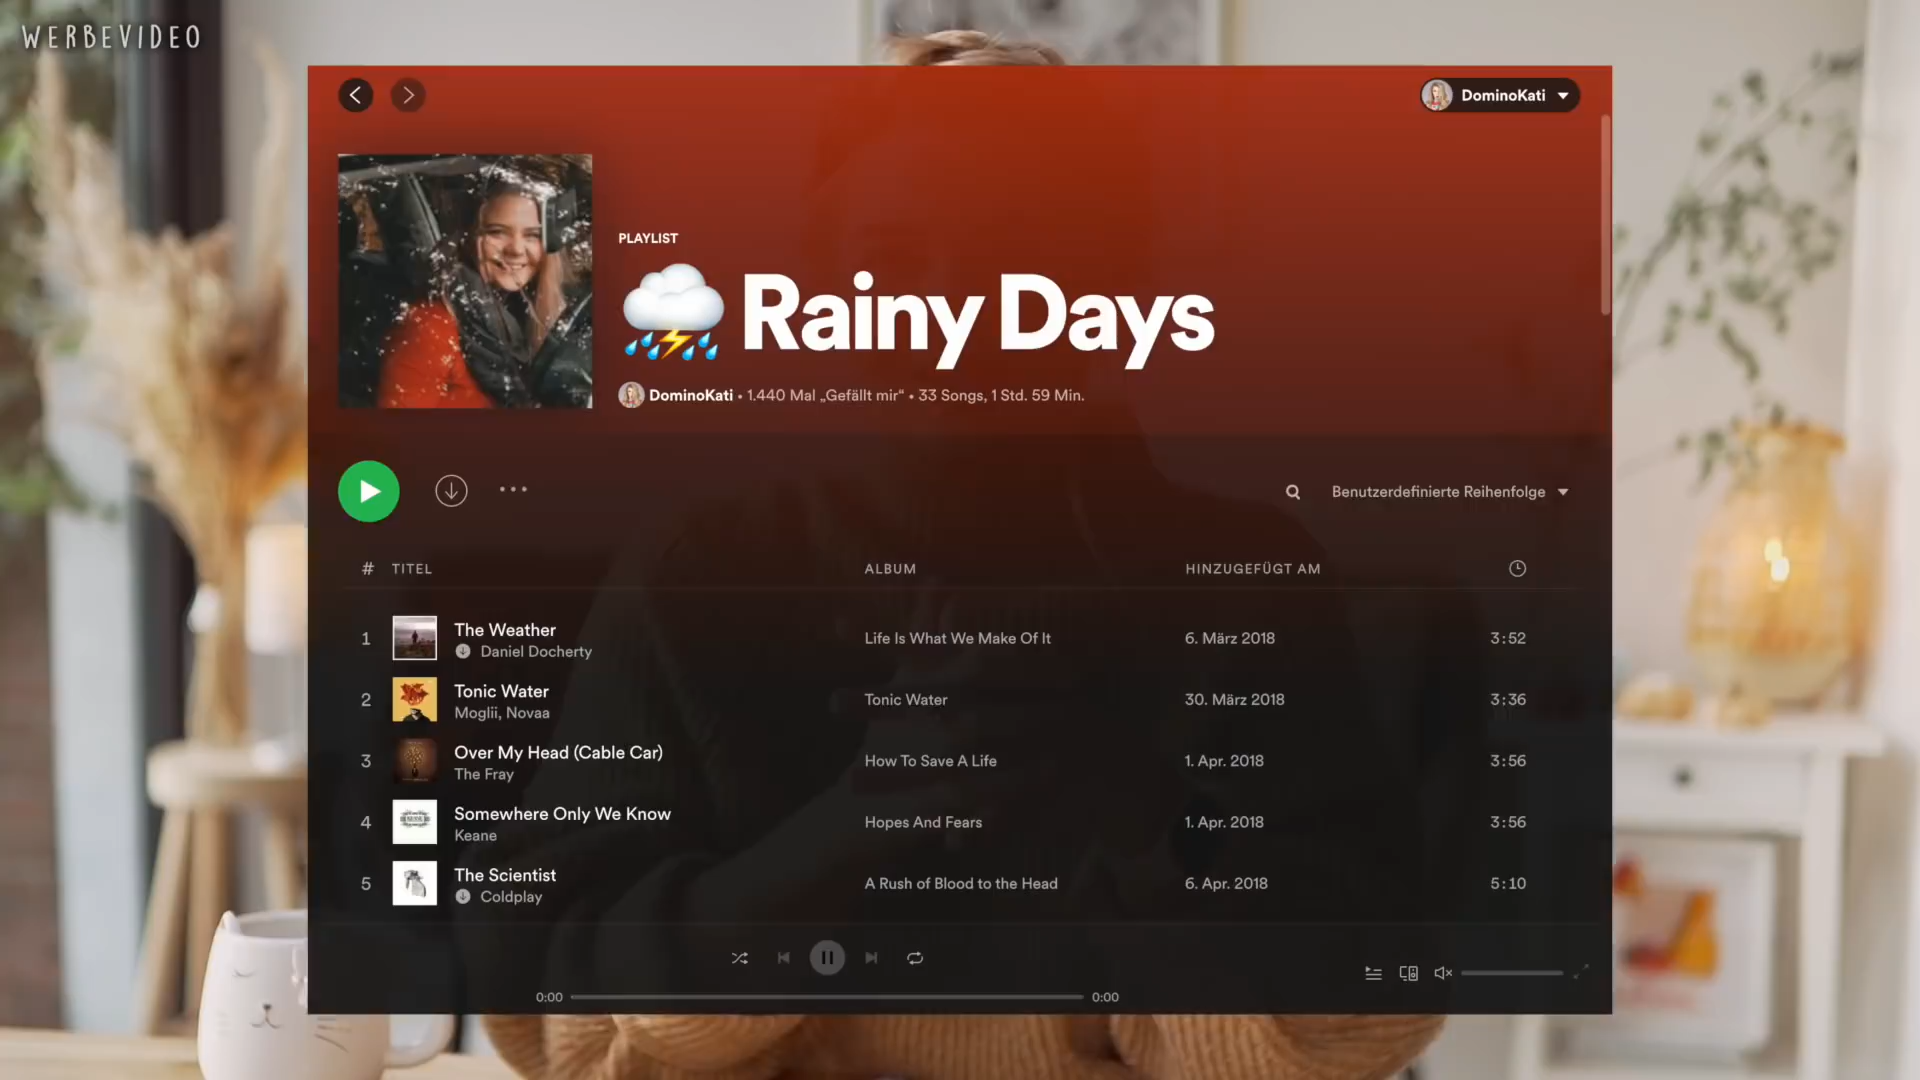 WERBEVIDEO
DominoKati
PLAYLIST
Rainy Days
DominoKati • 1.440 Mal „Gefällt mir“ • 33 Songs, 1 Std. 59 Min.
Benutzerdefinierte Reihenfolge
# TITEL ALBUM HINZUGEFÜGT AM
1 The Weather Life Is What We Make Of It 6. März 2018 3:52
Daniel Docherty
2 Tonic Water Tonic Water 30. März 2018 3:36
Moglii, Novaa
3 Over My Head (Cable Car) How To Save A Life 1. Apr. 2018 3:56
The Fray
4 Somewhere Only We Know Hopes And Fears 1. Apr. 2018 3:56
Keane
5 The Scientist A Rush of Blood to the Head 6. Apr. 2018 5:10
Coldplay
0:00 0:00